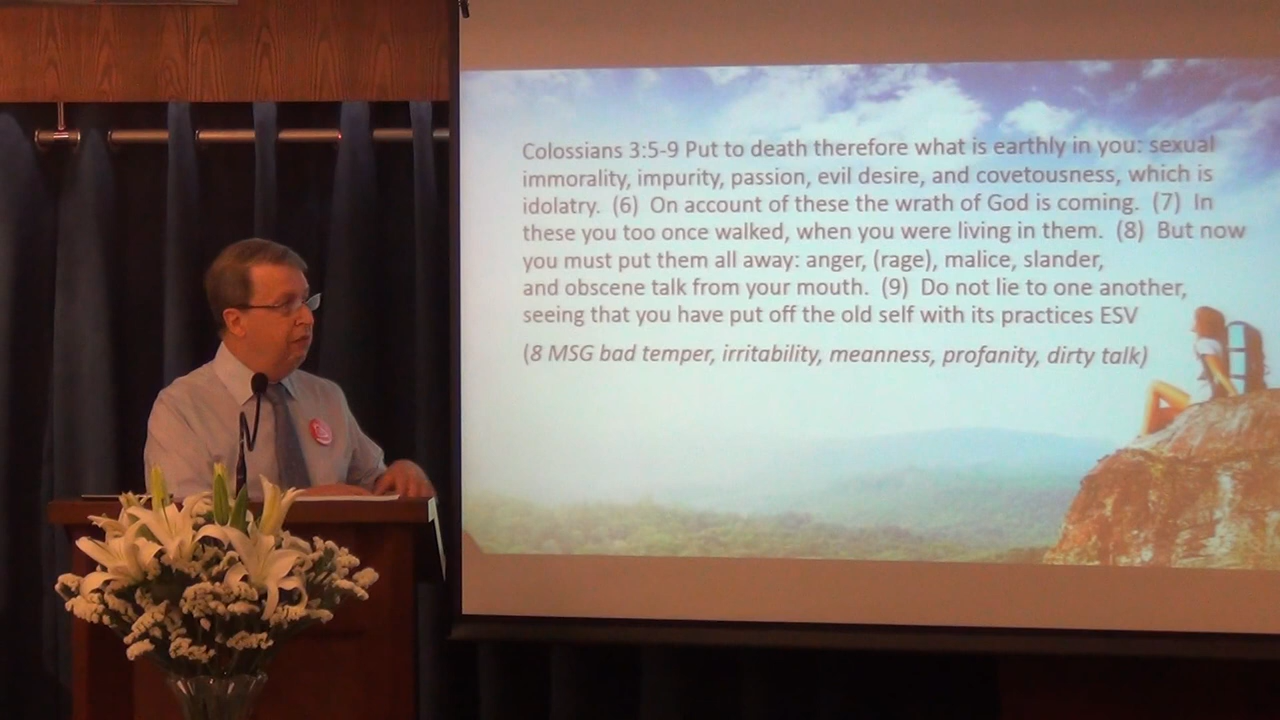 Colossians 3:5-9 Put to death therefore what is earthly in you: sexual
immorality, impurity, passion, evil desire, and covetousness, which is
idolatry.  (6)  On account of these the wrath of God is coming.  (7)  In
these you too once walked, when you were living in them.  (8)  But now
you must put them all away: anger, (rage), malice, slander,
and obscene talk from your mouth.  (9)  Do not lie to one another,
seeing that you have put off the old self with its practices ESV
(8 MSG bad temper, irritability, meanness, profanity, dirty talk)